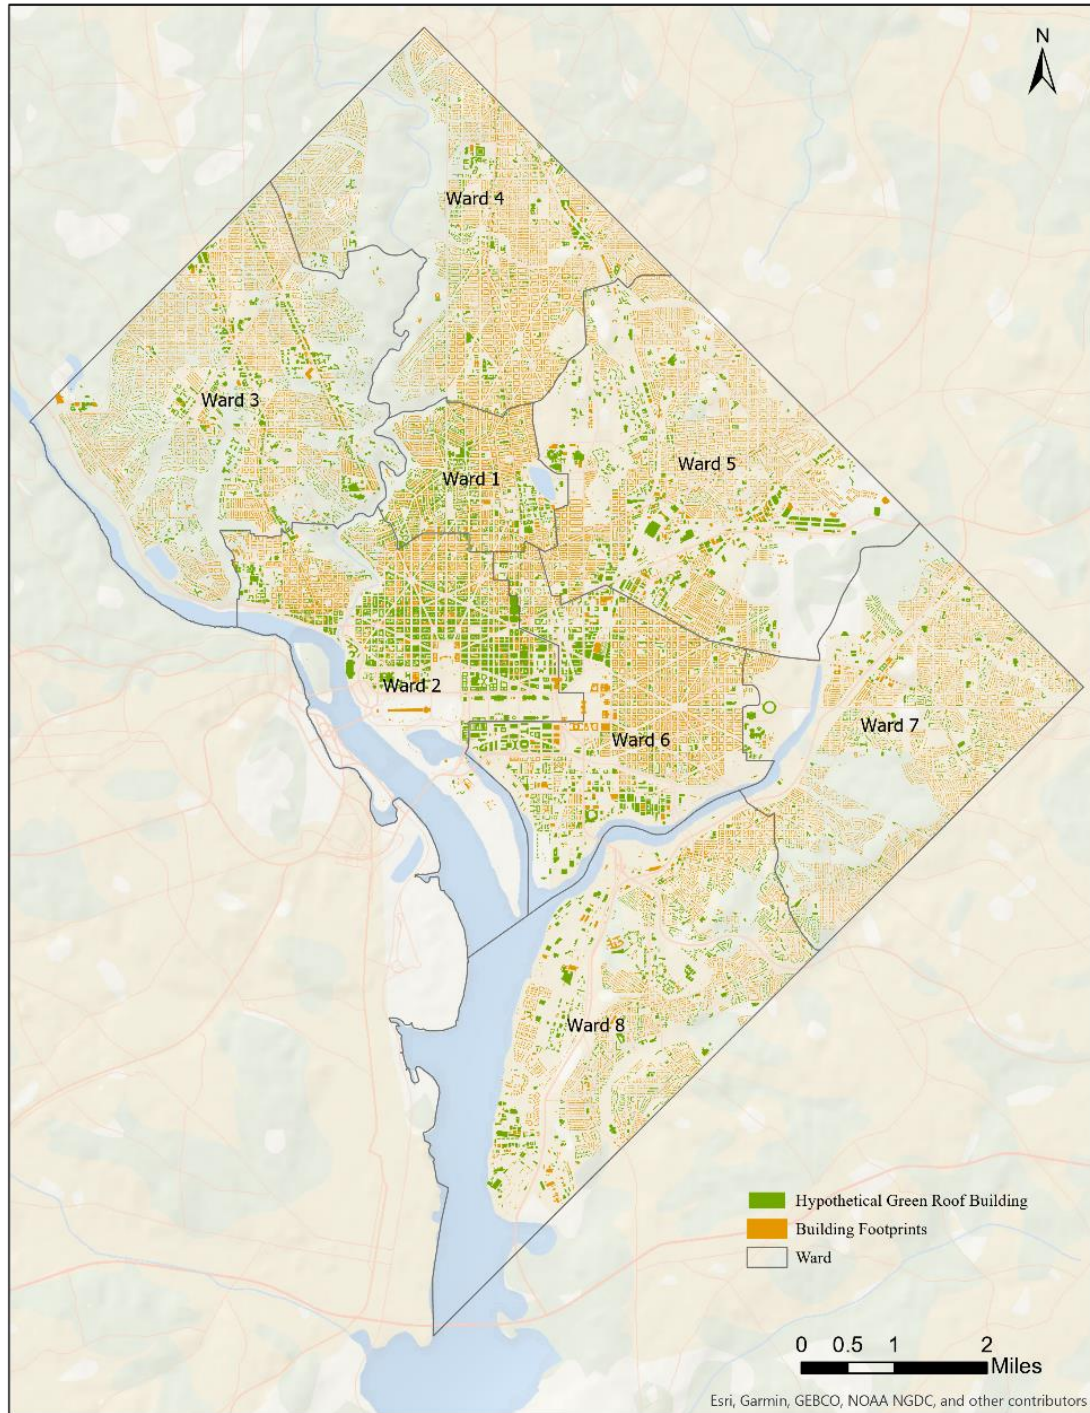 N
Ward 4
Ward 3
Ward 1
Ward 5
Ward 2
Ward 7
Ward 6
Ward 8
Hypothetical Green Roof Building
Building Footprints
Ward
0 0.5 1 2
Miles
Esri, Garmin, GEBCO, NOAA NGDC, and other contributors